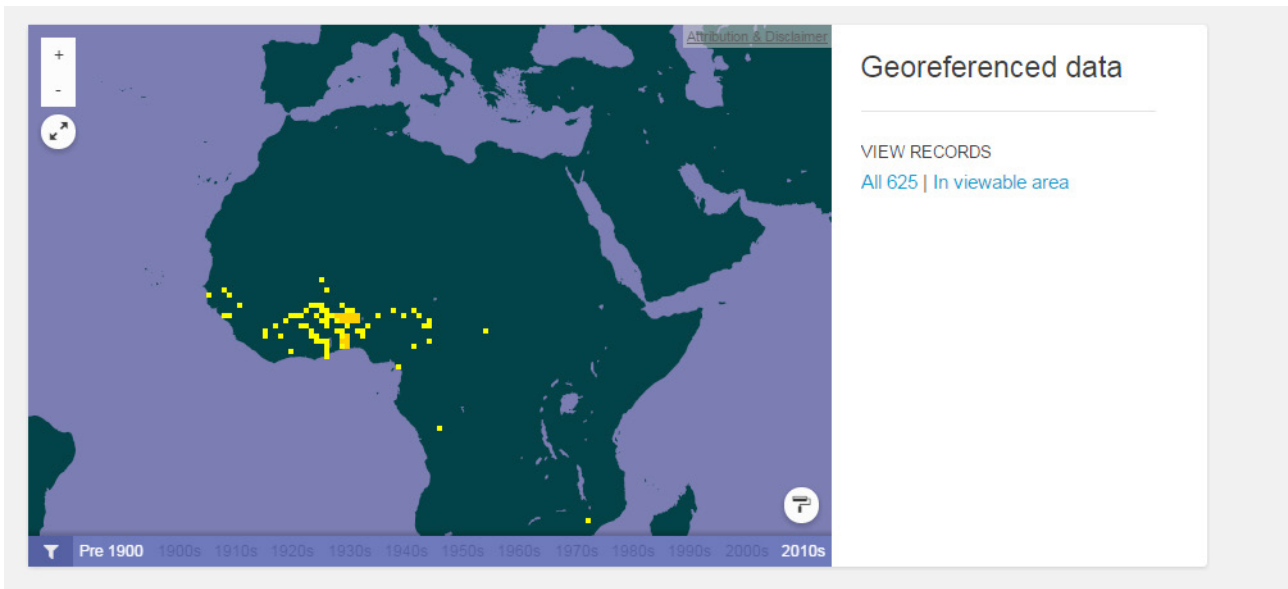 +
-
Attribution & Disclaimer
Georeferenced data
VIEW RECORDS
All 625 | In viewable area
Pre 1900 1900s 1910s 1920s 1930s 1940s 1950s 1960s 1970s 1980s 1990s 2000s 2010s